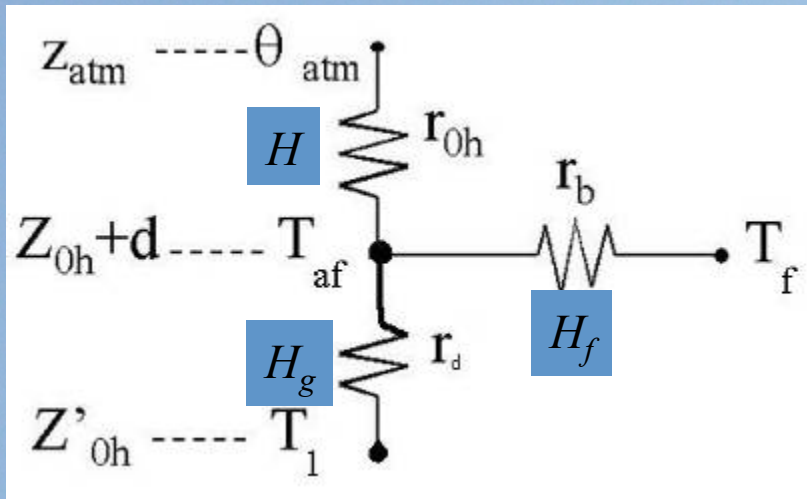 z_atm ----- θ_atm
H r_0h
r_b
Z_0h+d ----- T_af T_f
H_f
H_g r_d
Z’_0h ----- T_1